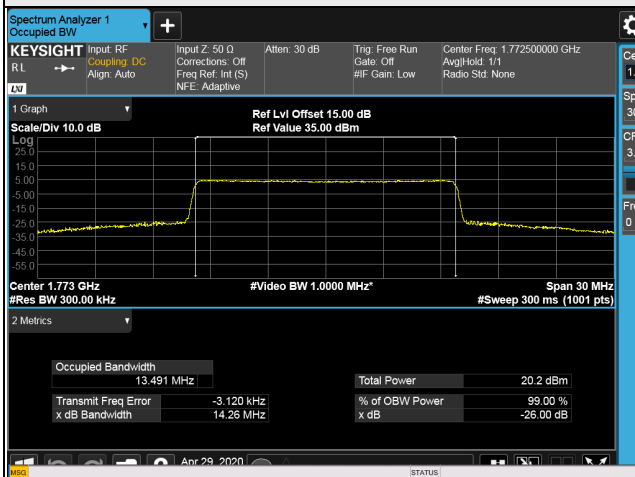 Spectrum Analyzer 1
Occupied BW
KEYSIGHT
RL
LXI
Input: RF
Coupling: DC
Align: Auto
Input Z: 50 Ω
Corrections: Off
Freq Ref: Int (S)
NFE: Adaptive
Atten: 30 dB
Trig: Free Run
Gate: Off
#IF Gain: Low
Center Freq: 1.772500000 GHz
Avg|Hold: 1/1
Radio Std: None
1 Graph
Scale/Div 10.0 dB
Ref Lvl Offset 15.00 dB
Ref Value 35.00 dBm
Log
25.0
15.0
5.00
-5.00
-15.0
-25.0
-35.0
-45.0
-55.0
Center 1.773 GHz
#Video BW 1.0000 MHz*
Span 30 MHz
#Res BW 300.00 kHz
#Sweep 300 ms (1001 pts)
2 Metrics
Occupied Bandwidth
13.491 MHz
Total Power 20.2 dBm
Transmit Freq Error -3.120 kHz
% of OBW Power 99.00 %
x dB Bandwidth 14.26 MHz
x dB -26.00 dB
Apr 29, 2020
MSG
STATUS